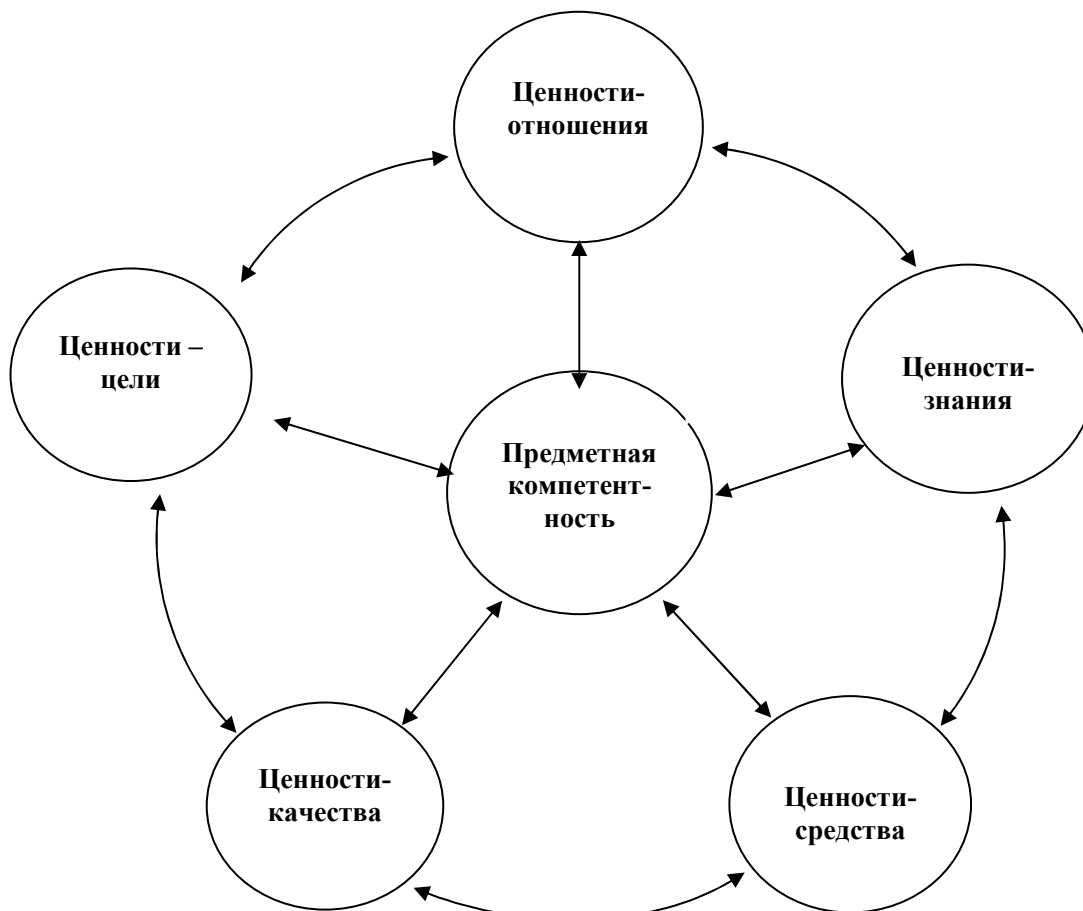 Ценности-
отношения
Ценности –
цели
Ценности-
знания
Предметная
компетент-
ность
Ценности-
качества
Ценности-
средства